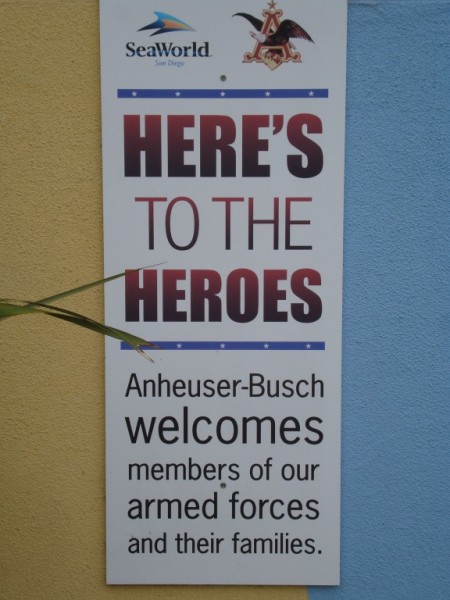 SeaWorld
San Diego
HERE'S
TO THE
HEROES
Anheuser-Busch
welcomes
members of our
armed forces
and their families.